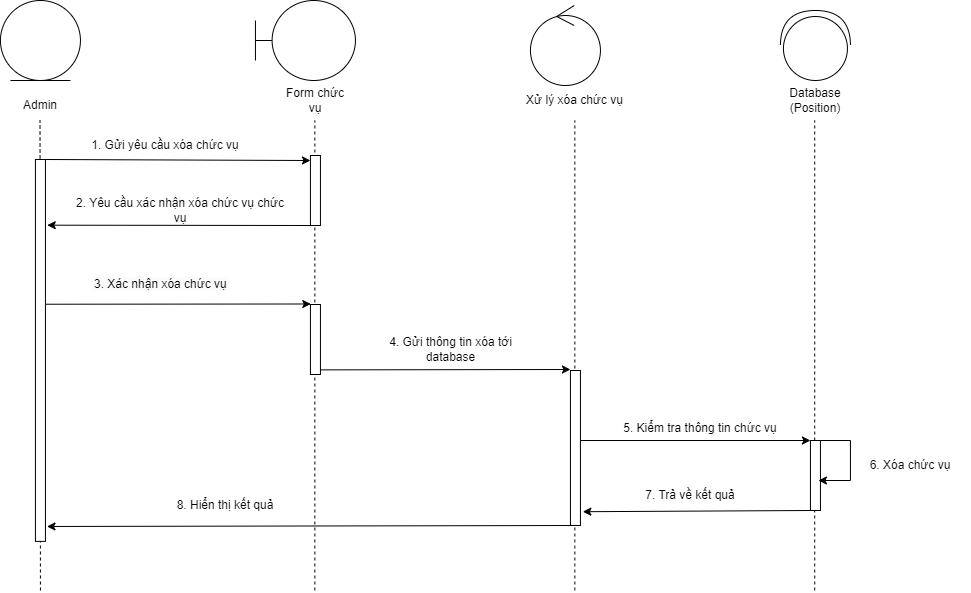 Admin
Form chức
vụ
Xử lý xóa chức vụ
Database
(Position)
1. Gửi yêu cầu xóa chức vụ
2. Yêu cầu xác nhận xóa chức vụ chức
vụ
3. Xác nhận xóa chức vụ
4. Gửi thông tin xóa tới
database
5. Kiểm tra thông tin chức vụ
6. Xóa chức vụ
7. Trả về kết quả
8. Hiển thị kết quả